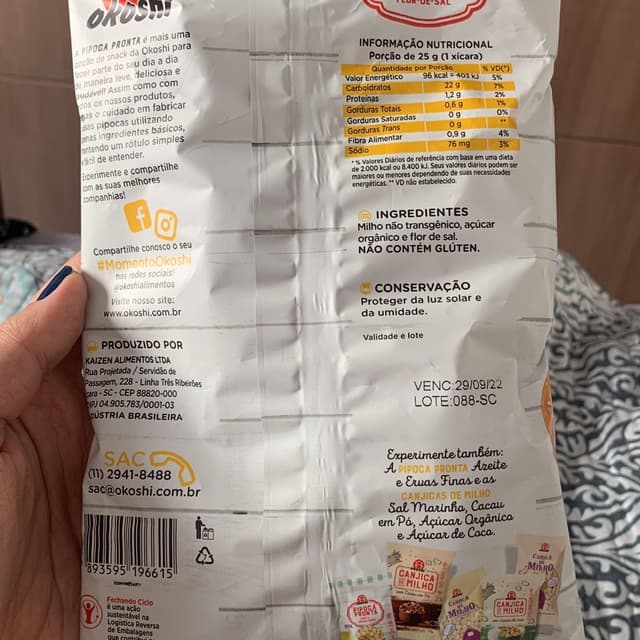 OKOSHI
A PIPOCA PRONTA é mais uma
opção de snack da Okoshi para
fazer parte do seu dia a dia
de maneira leve, deliciosa e
saudável! Assim como com
todos os nossos produtos,
o cuidado em fabricar
pipocas utilizando
apenas ingredientes básicos,
mantendo um rótulo simples
fácil de entender.
Experimente e compartilhe
com as suas melhores
companhias!
Compartilhe conosco o seu
#MomentoOkoshi
nas redes sociais!
@okoshialimentos
Visite nosso site:
www.okoshi.com.br
PRODUZIDO POR
KAIZEN ALIMENTOS LTDA
Rua Projetada / Servidão de
Passagem, 228 - Linha Três Ribeirões
Içara - SC - CEP 88820-000
04.905.783/0001-03
INDÚSTRIA BRASILEIRA
SAC
(11) 2941-8488
sac@okoshi.com.br
893595 196615
Fechando Ciclo
é uma ação
sustentável na
Logística Reversa
de Embalagens
FLOR-DE-SAL
INFORMAÇÃO NUTRICIONAL
Porção de 25 g (1 xícara)
Quantidade por Porção % VD(*)
Valor Energético 96 kcal = 403 kJ 5%
Carboidratos 22 g 7%
Proteínas 1,2 g 2%
Gorduras Totais 0,6 g 1%
Gorduras Saturadas 0 g 0%
Gorduras Trans 0 g **
Fibra Alimentar 0,9 g 4%
Sódio 76 mg 3%
* % Valores Diários de referência com base em uma dieta
de 2.000 kcal ou 8.400 kJ. Seus valores diários podem ser
maiores ou menores dependendo de suas necessidades
energéticas. ** VD não estabelecido.
INGREDIENTES
Milho não transgênico, açúcar
orgânico e flor de sal.
NÃO CONTÉM GLÚTEN.
CONSERVAÇÃO
Proteger da luz solar e
da umidade.
Validade e lote
VENC:29/09/22
LOTE:088-SC
Experimente também:
A PIPOCA PRONTA Azeite
e Ervas Finas e as
CANJICAS DE MILHO
Sal Marinho, Cacau
em Pó, Açúcar Orgânico
e Açúcar de Coco.
PIPOCA
CANJICA
DE MILHO
CANJICA
DE MILHO
CANJICA
DE MILHO
CANJICA
DE MILHO